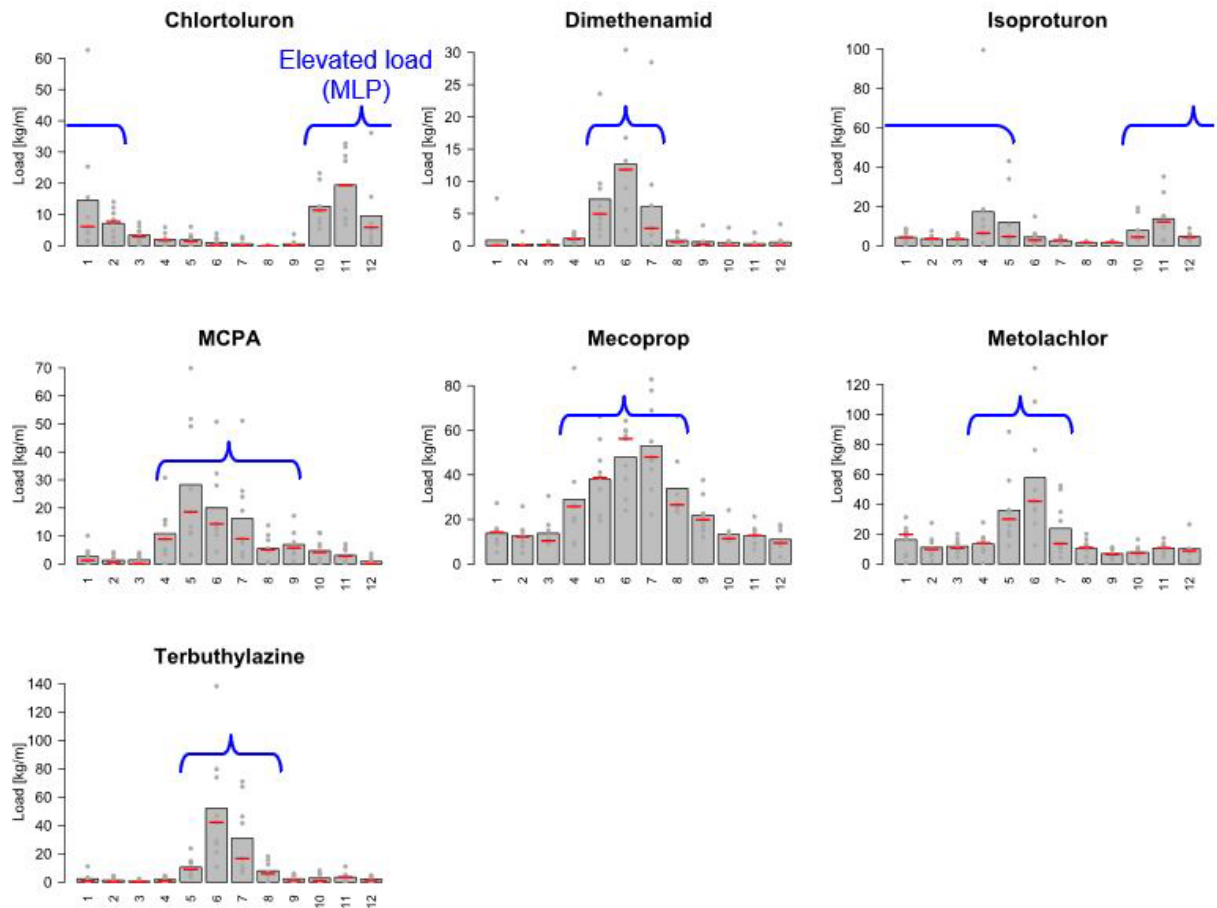 Chlortoluron
Dimethenamid
Isoproturon
Elevated load
(MLP)
Load [kg/m]
60
50
40
30
20
10
0
1 2 3 4 5 6 7 8 9 10 11 12
Load [kg/m]
30
25
20
15
10
5
0
1 2 3 4 5 6 7 8 9 10 11 12
Load [kg/m]
100
80
60
40
20
0
1 2 3 4 5 6 7 8 9 10 11 12
MCPA
Mecoprop
Metolachlor
Load [kg/m]
70
60
50
40
30
20
10
0
1 2 3 4 5 6 7 8 9 10 11 12
Load [kg/m]
80
60
40
20
0
1 2 3 4 5 6 7 8 9 10 11 12
Load [kg/m]
120
100
80
60
40
20
0
1 2 3 4 5 6 7 8 9 10 11 12
Terbuthylazine
Load [kg/m]
140
120
100
80
60
40
20
0
1 2 3 4 5 6 7 8 9 10 11 12